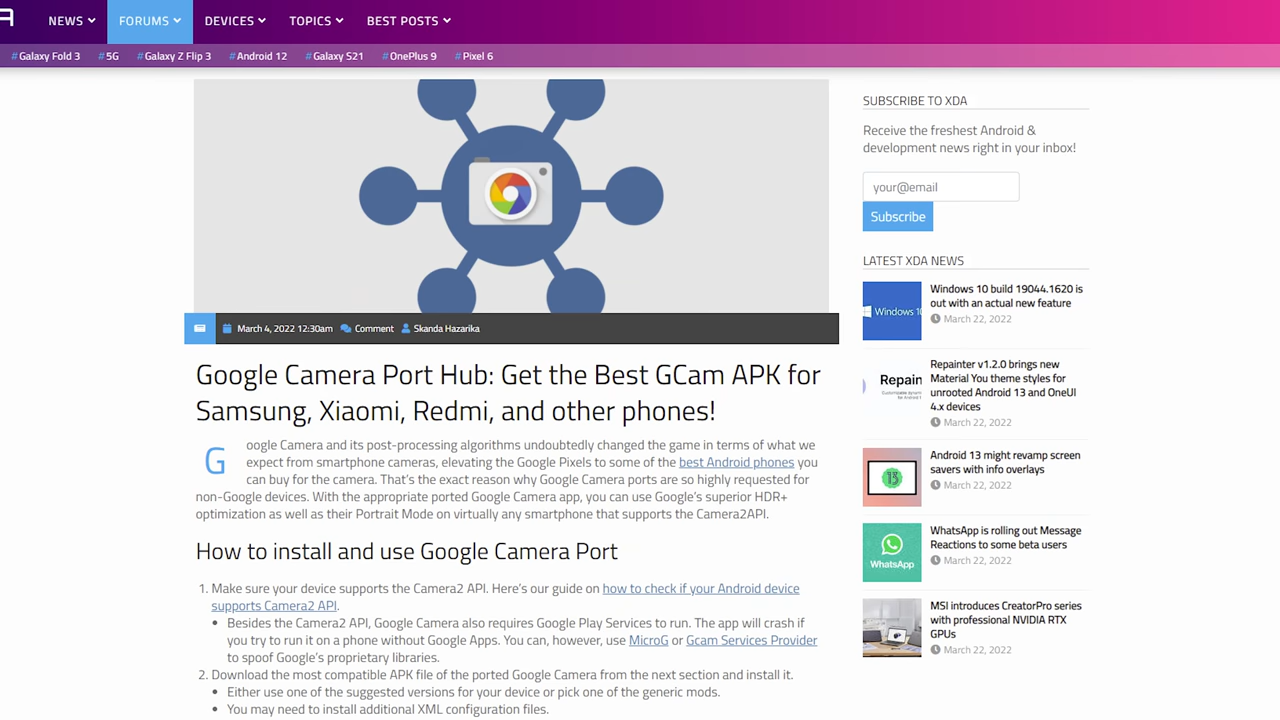 NEWS FORUMS DEVICES TOPICS BEST POSTS
#Galaxy Fold 3 #5G #Galaxy Z Flip 3 #Android 12 #Galaxy S21 #OnePlus 9 #Pixel 6
March 4, 2022 12:30am Comment Skanda Hazarika
Google Camera Port Hub: Get the Best GCam APK for
Samsung, Xiaomi, Redmi, and other phones!
Google Camera and its post-processing algorithms undoubtedly changed the game in terms of what we
expect from smartphone cameras, elevating the Google Pixels to some of the best Android phones you
can buy for the camera. That's the exact reason why Google Camera ports are so highly requested for
non-Google devices. With the appropriate ported Google Camera app, you can use Google's superior HDR+
optimization as well as their Portrait Mode on virtually any smartphone that supports the Camera2API.
How to install and use Google Camera Port
1. Make sure your device supports the Camera2 API. Here's our guide on how to check if your Android device
supports Camera2 API.
• Besides the Camera2 API, Google Camera also requires Google Play Services to run. The app will crash if
you try to run it on a phone without Google Apps. You can, however, use MicroG or Gcam Services Provider
to spoof Google's proprietary libraries.
2. Download the most compatible APK file of the ported Google Camera from the next section and install it.
• Either use one of the suggested versions for your device or pick one of the generic mods.
• You may need to install additional XML configuration files.
SUBSCRIBE TO XDA
Receive the freshest Android &
development news right in your inbox!
your@email
Subscribe
LATEST XDA NEWS
Windows 10
Windows 10 build 19044.1620 is
out with an actual new feature
March 22, 2022
Repain
Repainter v1.2.0 brings new
Material You theme styles for
unrooted Android 13 and OneUI
4.x devices
March 22, 2022
13
Android 13 might revamp screen
savers with info overlays
March 22, 2022
WhatsApp
WhatsApp is rolling out Message
Reactions to some beta users
March 22, 2022
MSI introduces CreatorPro series
with professional NVIDIA RTX
GPUs
March 22, 2022